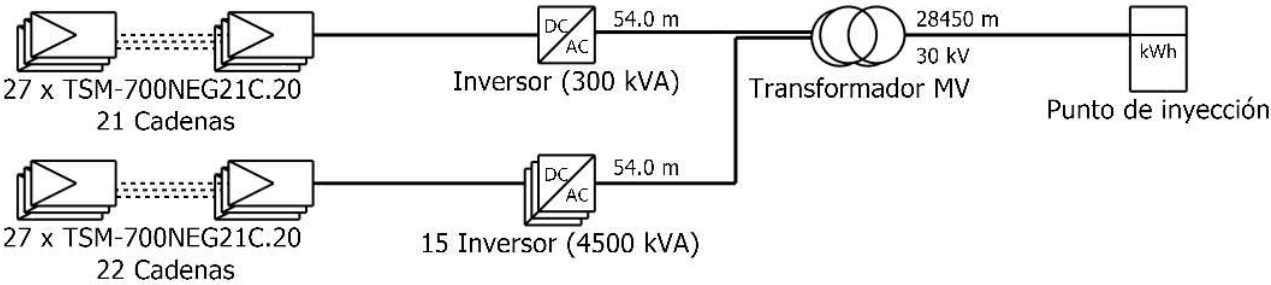 DC
AC
54.0 m
28450 m
30 kV
kWh
27 x TSM-700NEG21C.20
21 Cadenas
Inversor (300 kVA)
Transformador MV
Punto de inyección
DC
AC
54.0 m
27 x TSM-700NEG21C.20
22 Cadenas
15 Inversor (4500 kVA)